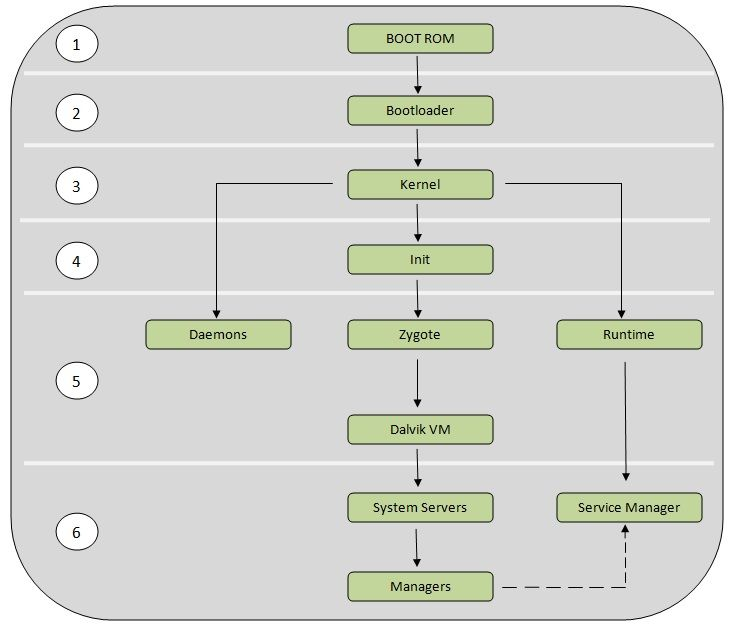 1
BOOT ROM
2
Bootloader
3
Kernel
4
Init
Daemons
Zygote
Runtime
5
Dalvik VM
System Servers
Service Manager
6
Managers